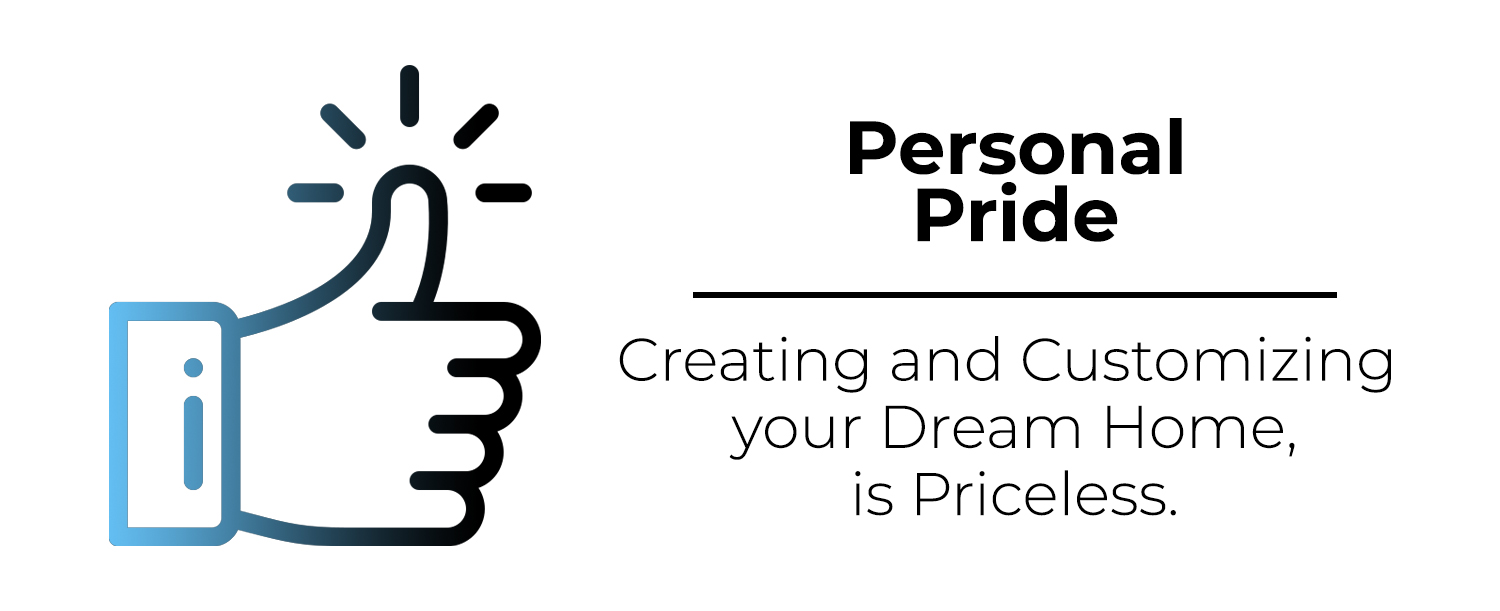 Personal
Pride
Creating and Customizing
your Dream Home,
is Priceless.